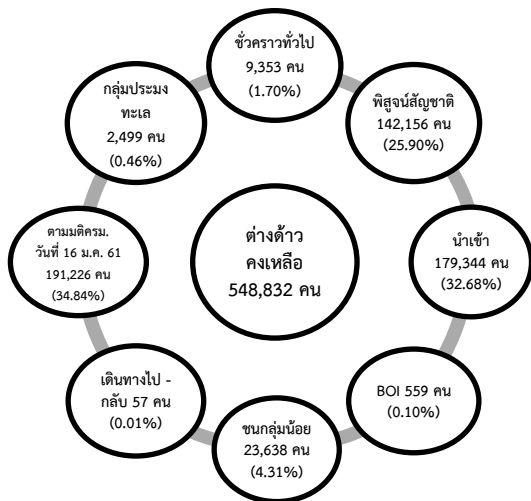 ชั่วคราวทั่วไป
9,353 คน
(1.70%)
พิสูจน์สัญชาติ
142,156 คน
(25.90%)
นำเข้า
179,344 คน
(32.68%)
BOI 559 คน
(0.10%)
ชนกลุ่มน้อย
23,638 คน
(4.31%)
เดินทางไป -
กลับ 57 คน
(0.01%)
ตามมติครม.
วันที่ 16 ม.ค. 61
191,226 คน
(34.84%)
กลุ่มประมง
ทะเล
2,499 คน
(0.46%)
ต่างด้าว
คงเหลือ
548,832 คน